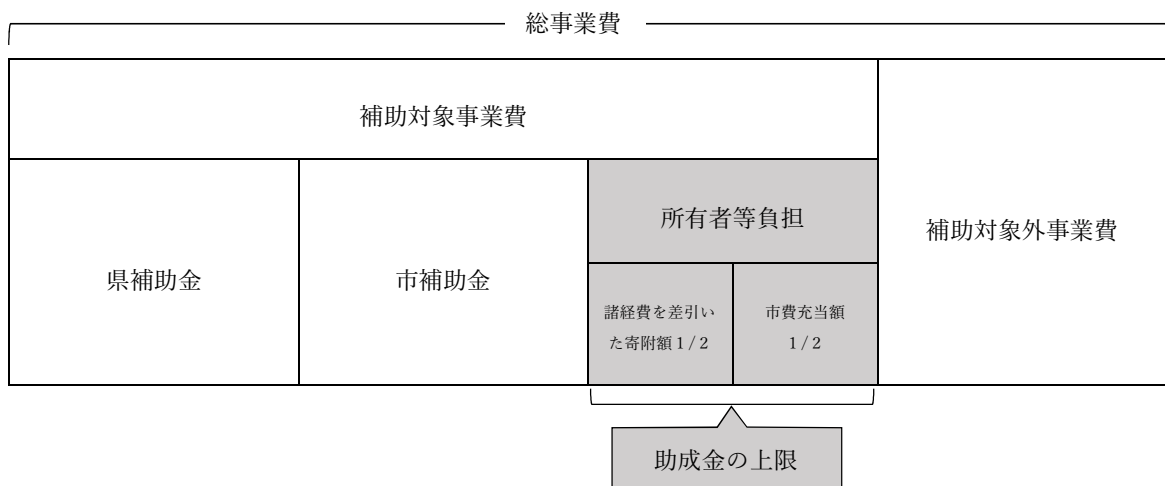 総事業費
補助対象事業費
県補助金
市補助金
所有者等負担
諸経費を差引い
た寄附額1/2
市費充当額
1/2
補助対象外事業費
助成金の上限